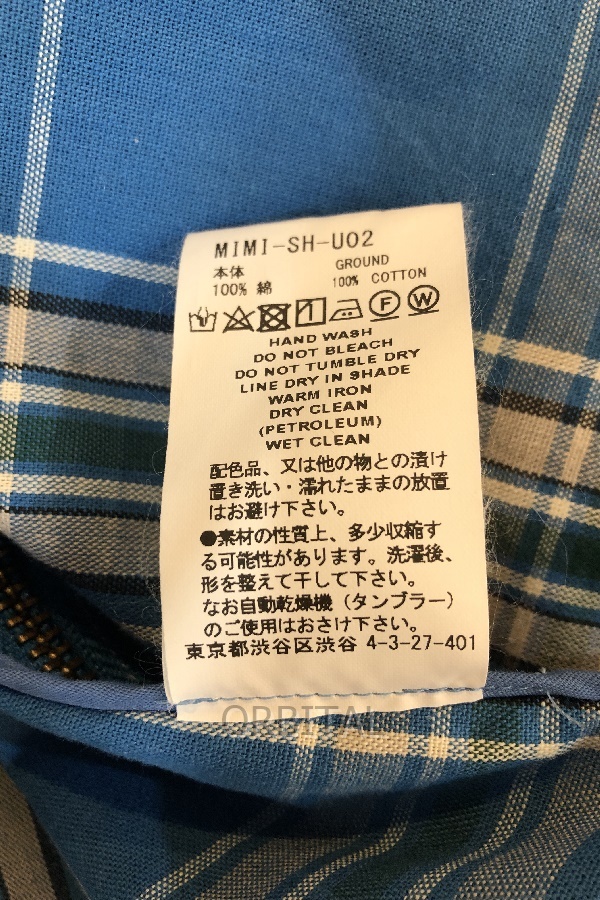 MIMI-SH-U02
本体 GROUND
100% 綿 100% COTTON
HAND WASH
DO NOT BLEACH
DO NOT TUMBLE DRY
LINE DRY IN SHADE
WARM IRON
DRY CLEAN
(PETROLEUM)
WET CLEAN
配色品、又は他の物との漬け
置き洗い・濡れたままの放置
はお避け下さい。
●素材の性質上、多少収縮す
る可能性があります。洗濯後、
形を整えて干して下さい。
なお自動乾燥機（タンブラー）
のご使用はおさけ下さい。
東京都渋谷区渋谷 4-3-27-401
ORBITAL